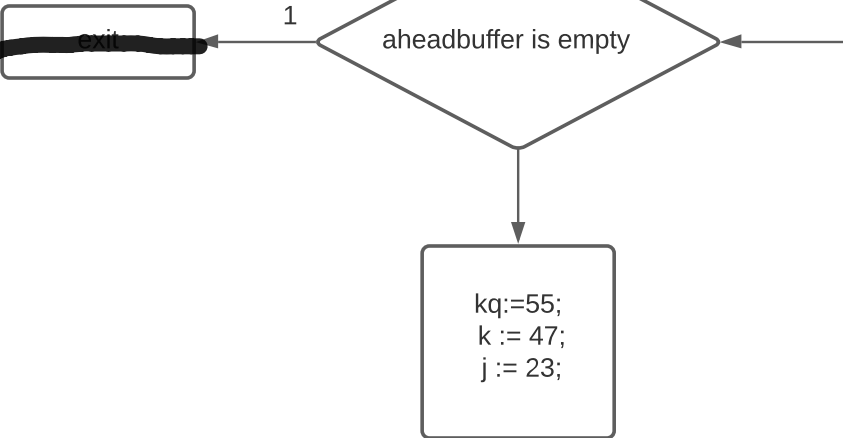 1
exit
aheadbuffer is empty
kq:=55;
k := 47;
j := 23;